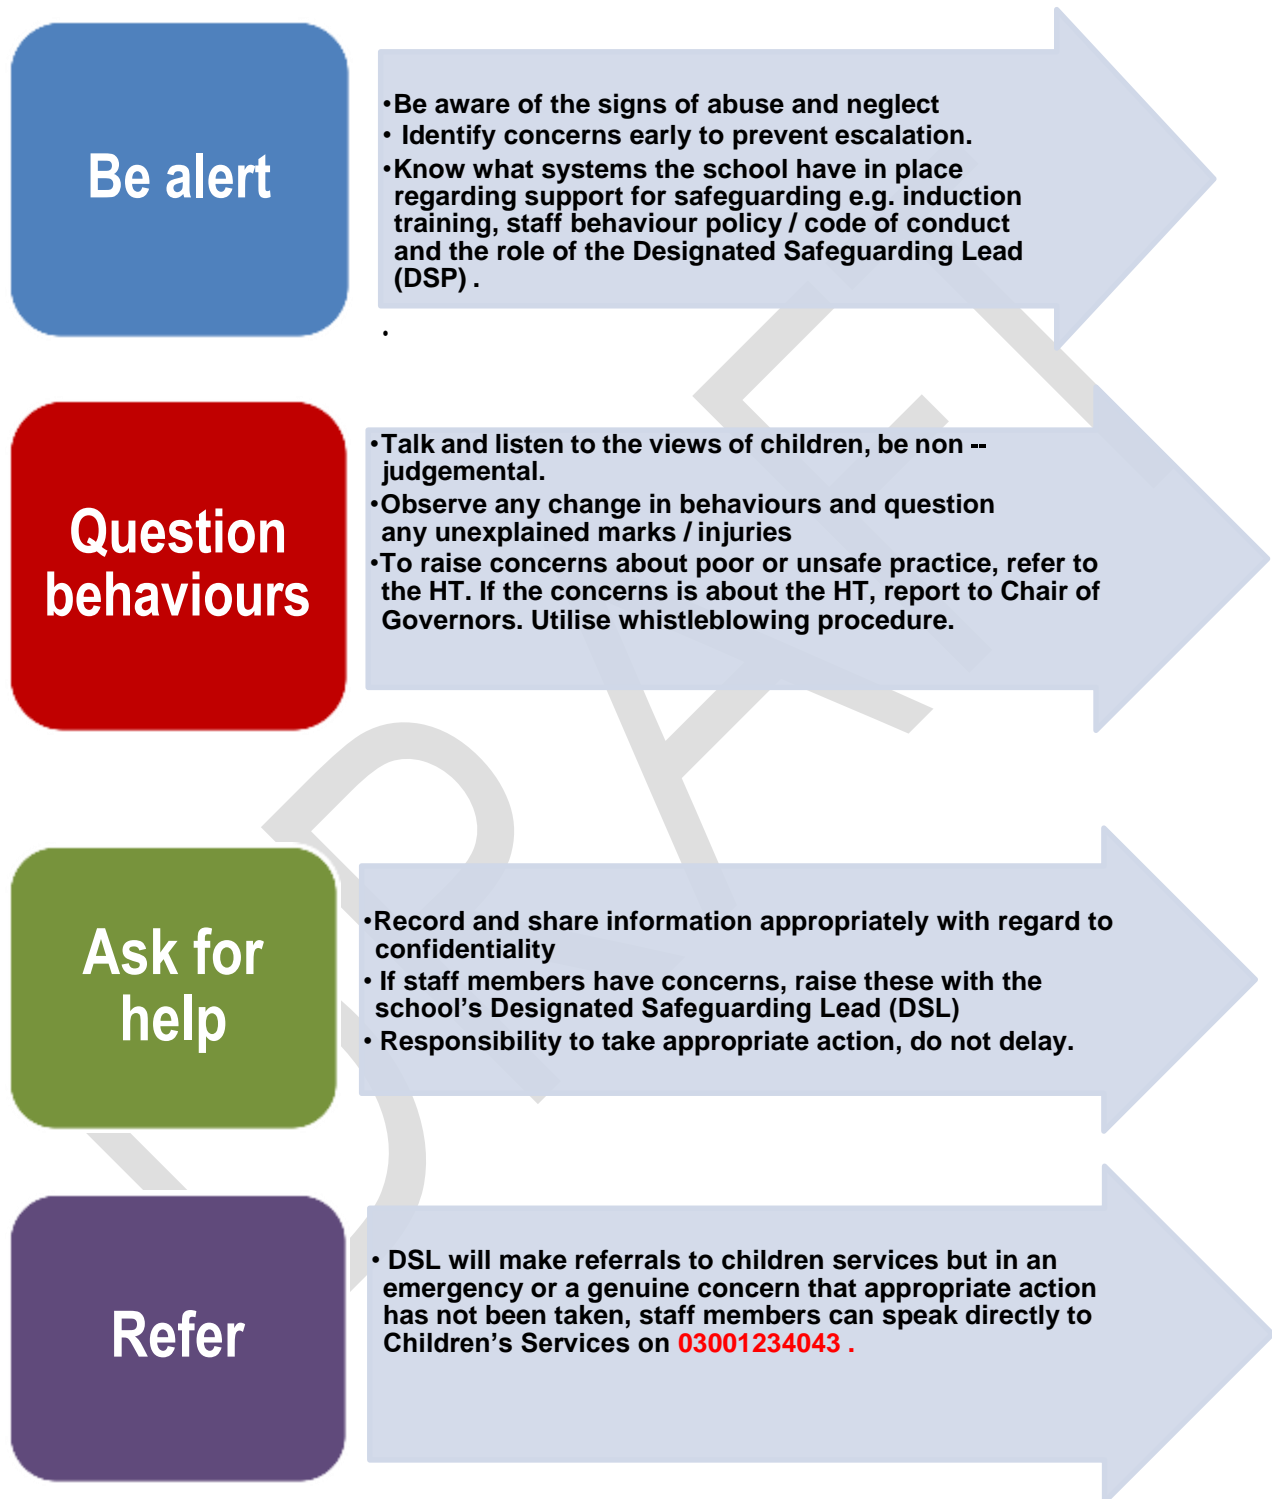 Be alert
•Be aware of the signs of abuse and neglect
• Identify concerns early to prevent escalation.
•Know what systems the school have in place
regarding support for safeguarding e.g. induction
training, staff behaviour policy / code of conduct
and the role of the Designated Safeguarding Lead
(DSP) .
.
Question
behaviours
•Talk and listen to the views of children, be non --
judgemental.
•Observe any change in behaviours and question
any unexplained marks / injuries
•To raise concerns about poor or unsafe practice, refer to
the HT. If the concerns is about the HT, report to Chair of
Governors. Utilise whistleblowing procedure.
Ask for
help
•Record and share information appropriately with regard to
confidentiality
• If staff members have concerns, raise these with the
school’s Designated Safeguarding Lead (DSL)
• Responsibility to take appropriate action, do not delay.
Refer
• DSL will make referrals to children services but in an
emergency or a genuine concern that appropriate action
has not been taken, staff members can speak directly to
Children’s Services on 03001234043 .
DRAFT